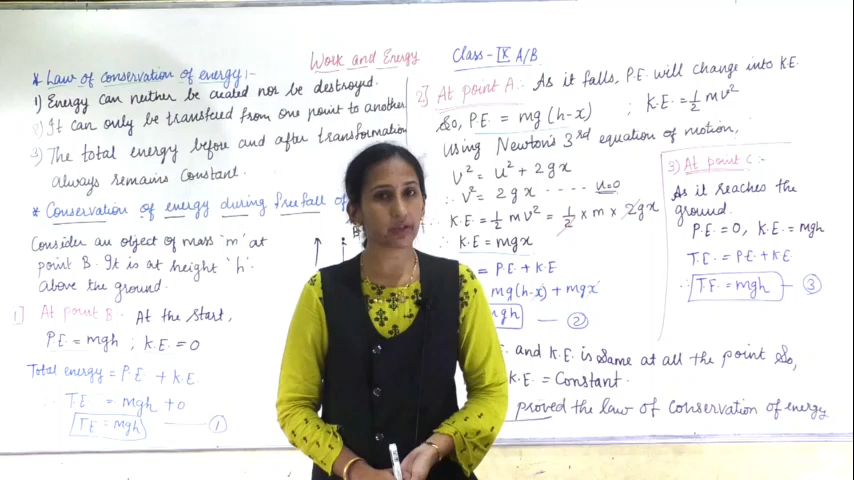 Work and Energy
Class - IX A/B
* Law of conservation of energy :-
1) Energy can neither be created nor be destroyed.
2) It can only be transfered from one point to another.
3) The total energy before and after transformation
always remains constant.
* Conservation of energy during freefall of
Consider an object of mass 'm' at
point B. It is at height 'h'
above the ground.
1] At point B:- At the start,
P.E. = mgh ; K.E. = 0
Total energy = P.E. + K.E.
∴ T.E. = mgh + 0
T.E = mgh —— ①
B
2] At point A:- As it falls, P.E. will change into K.E.
So, P.E. = mg (h-x) ; K.E. = 1/2 mv²
Using Newton's 3rd equation of motion,
V² = u² + 2gx
∴ V² = 2gx ---- u=0
∴ K.E. = 1/2 mv² = 1/2 x m x 2gx
∴ K.E = mgx
= P.E + K.E
mg(h-x) + mgx
mgh —— ②
3) At point C :-
As it reaches the
ground.
P.E. = 0, K.E. = mgh
T.E. = P.E + K.E.
∴ T.E. = mgh — ③
and K.E. is same at all the point So,
K.E. = Constant.
proved the law of conservation of energy